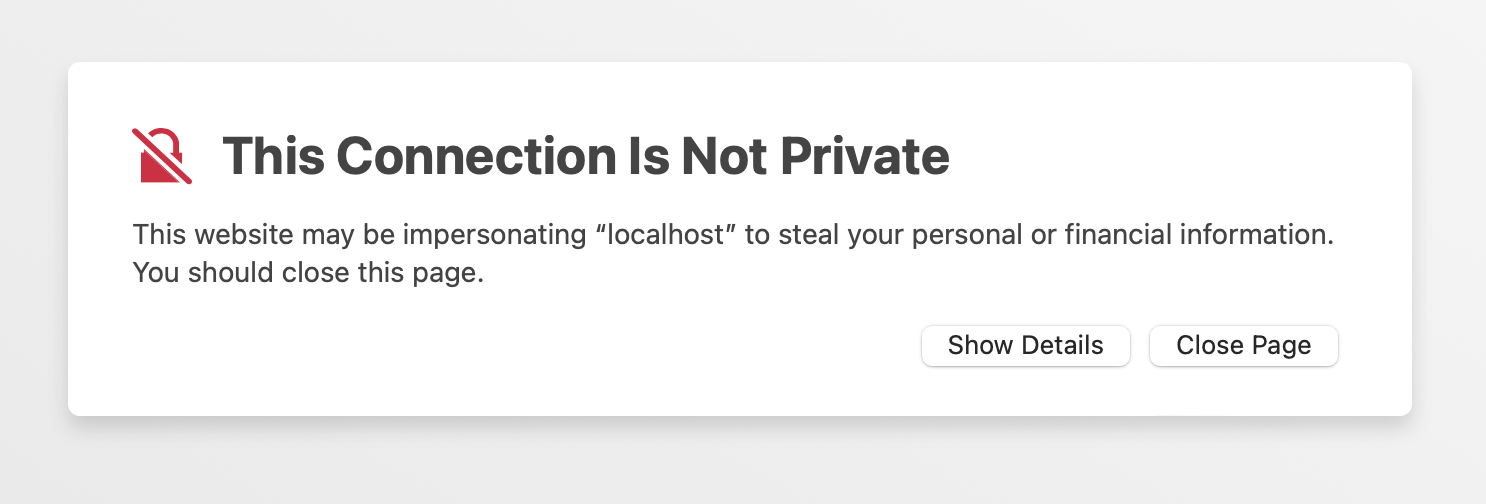 This Connection Is Not Private
This website may be impersonating “localhost” to steal your personal or financial information.
You should close this page.
Show Details
Close Page